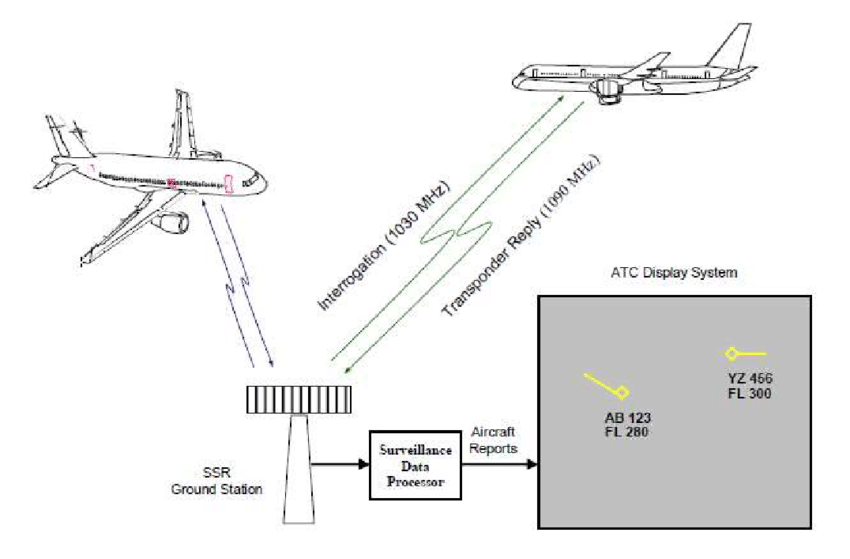 Interrogation (1030 MHz)
Transponder Reply (1090 MHz)
ATC Display System
YZ 456
FL 300
AB 123
FL 280
Aircraft
Reports
Surveillance
Data
Processor
SSR
Ground Station